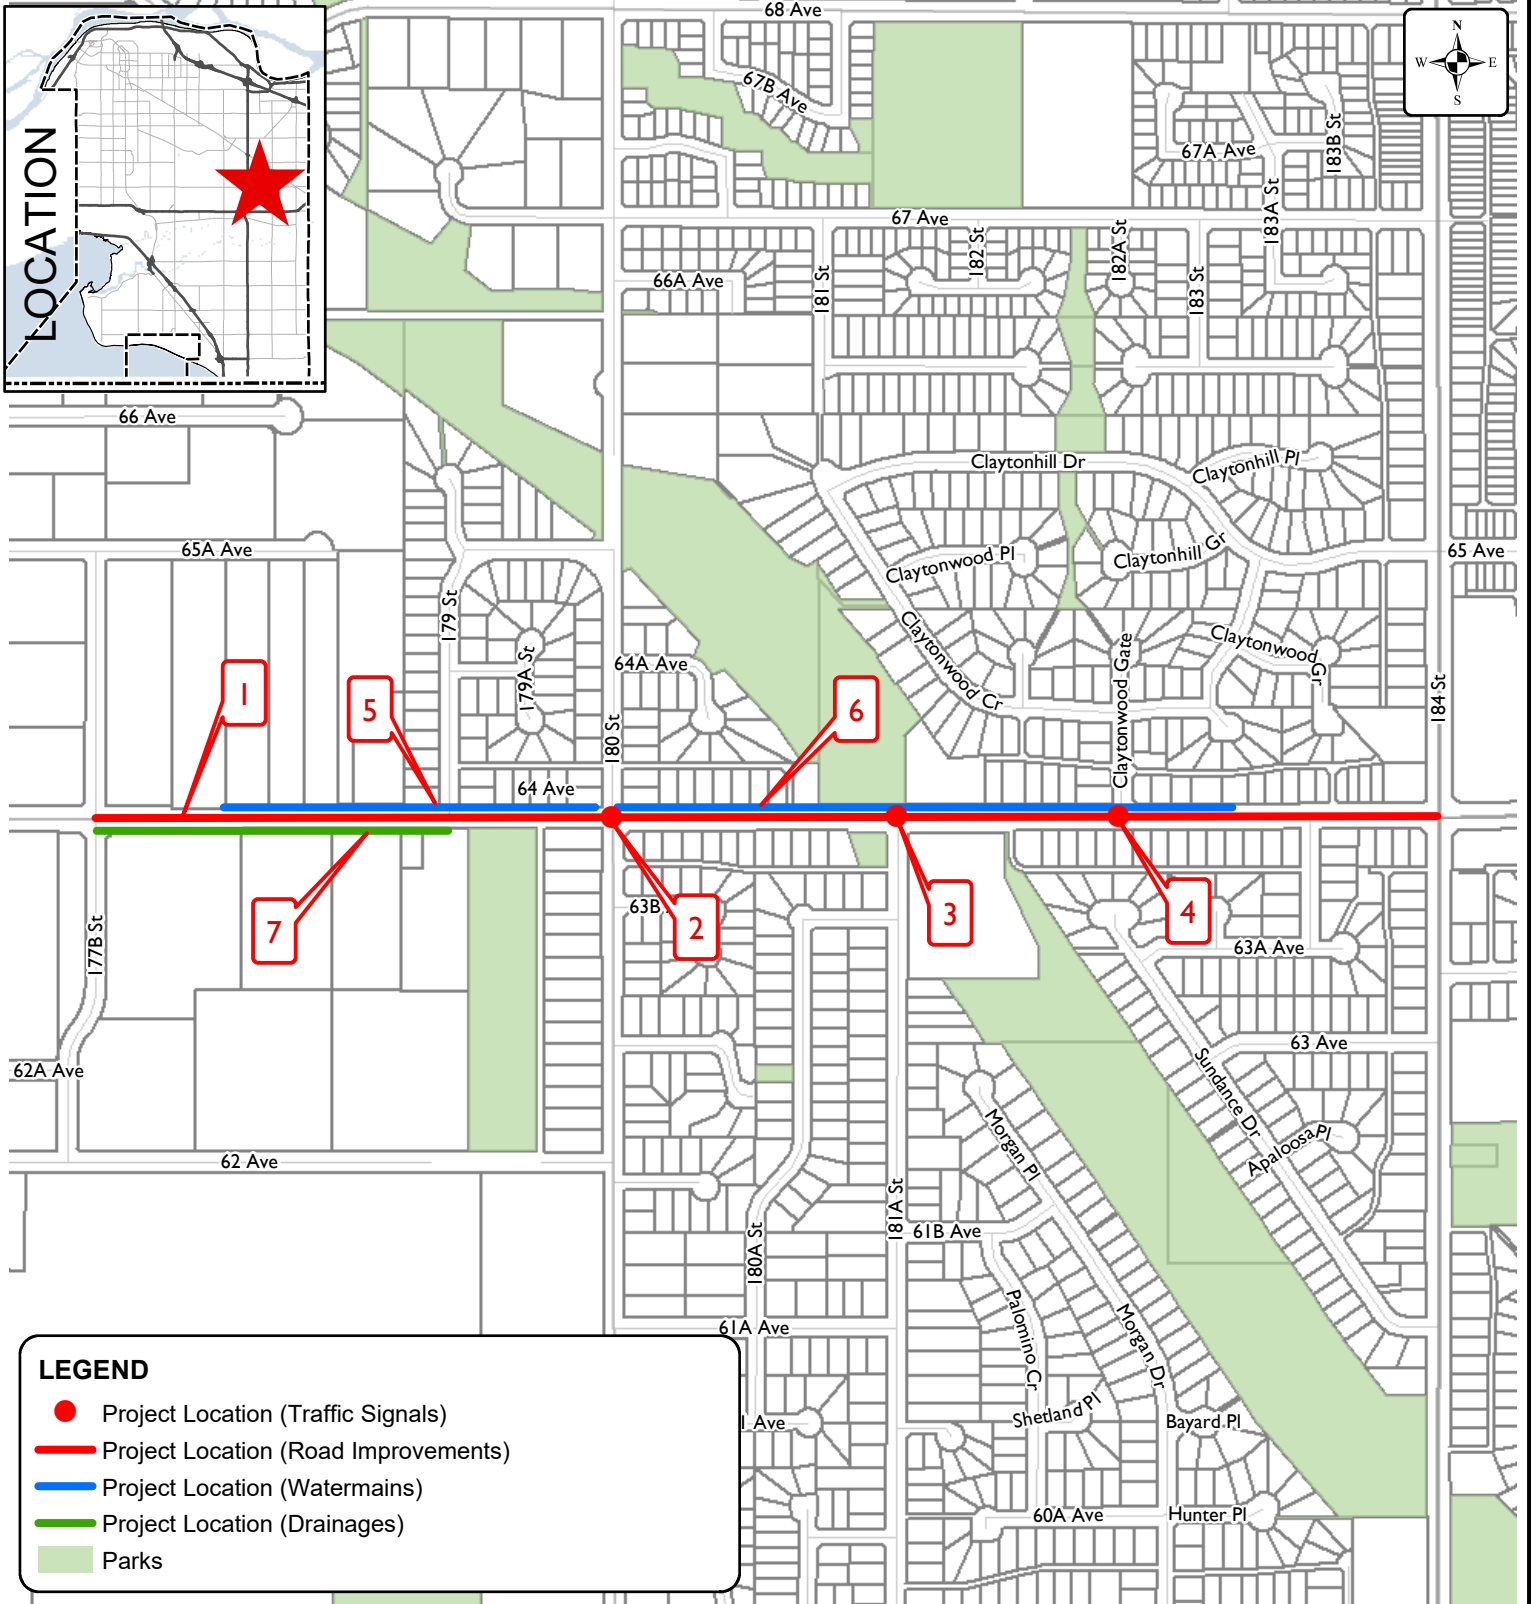 68 Ave
N
W E
S
LOCATION
67B Ave
67A Ave
183B St
183A St
67 Ave
182 St
182A St
183 St
181 St
66A Ave
66 Ave
Claytonhill Dr
Claytonhill Pl
65A Ave
Claytonwood Pl
Claytonhill Gr
65 Ave
179 St
179A St
64A Ave
Claytonwood Cr
Claytonwood Gate
Claytonwood Gr
184 St
180 St
1
5
6
64 Ave
7
2
3
4
63B
177B St
63A Ave
63 Ave
62A Ave
Sundance Dr
Morgan Pl
Apaloosa Pl
62 Ave
181A St
180A St
61B Ave
61A Ave
Palomino Cr
Morgan Dr
Shetland Pl
Bayard Pl
1 Ave
60A Ave
Hunter Pl
LEGEND
Project Location (Traffic Signals)
Project Location (Road Improvements)
Project Location (Watermains)
Project Location (Drainages)
Parks